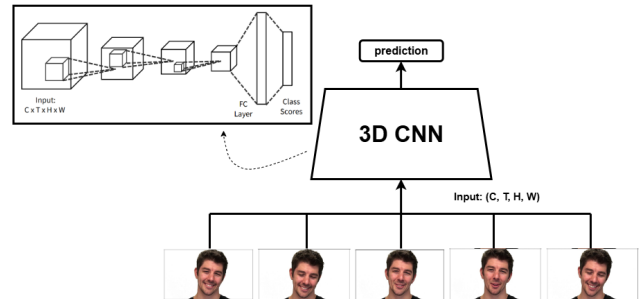 Input:
C x T x H x W
FC
Layer
Class
Scores
prediction
3D CNN
Input: (C, T, H, W)